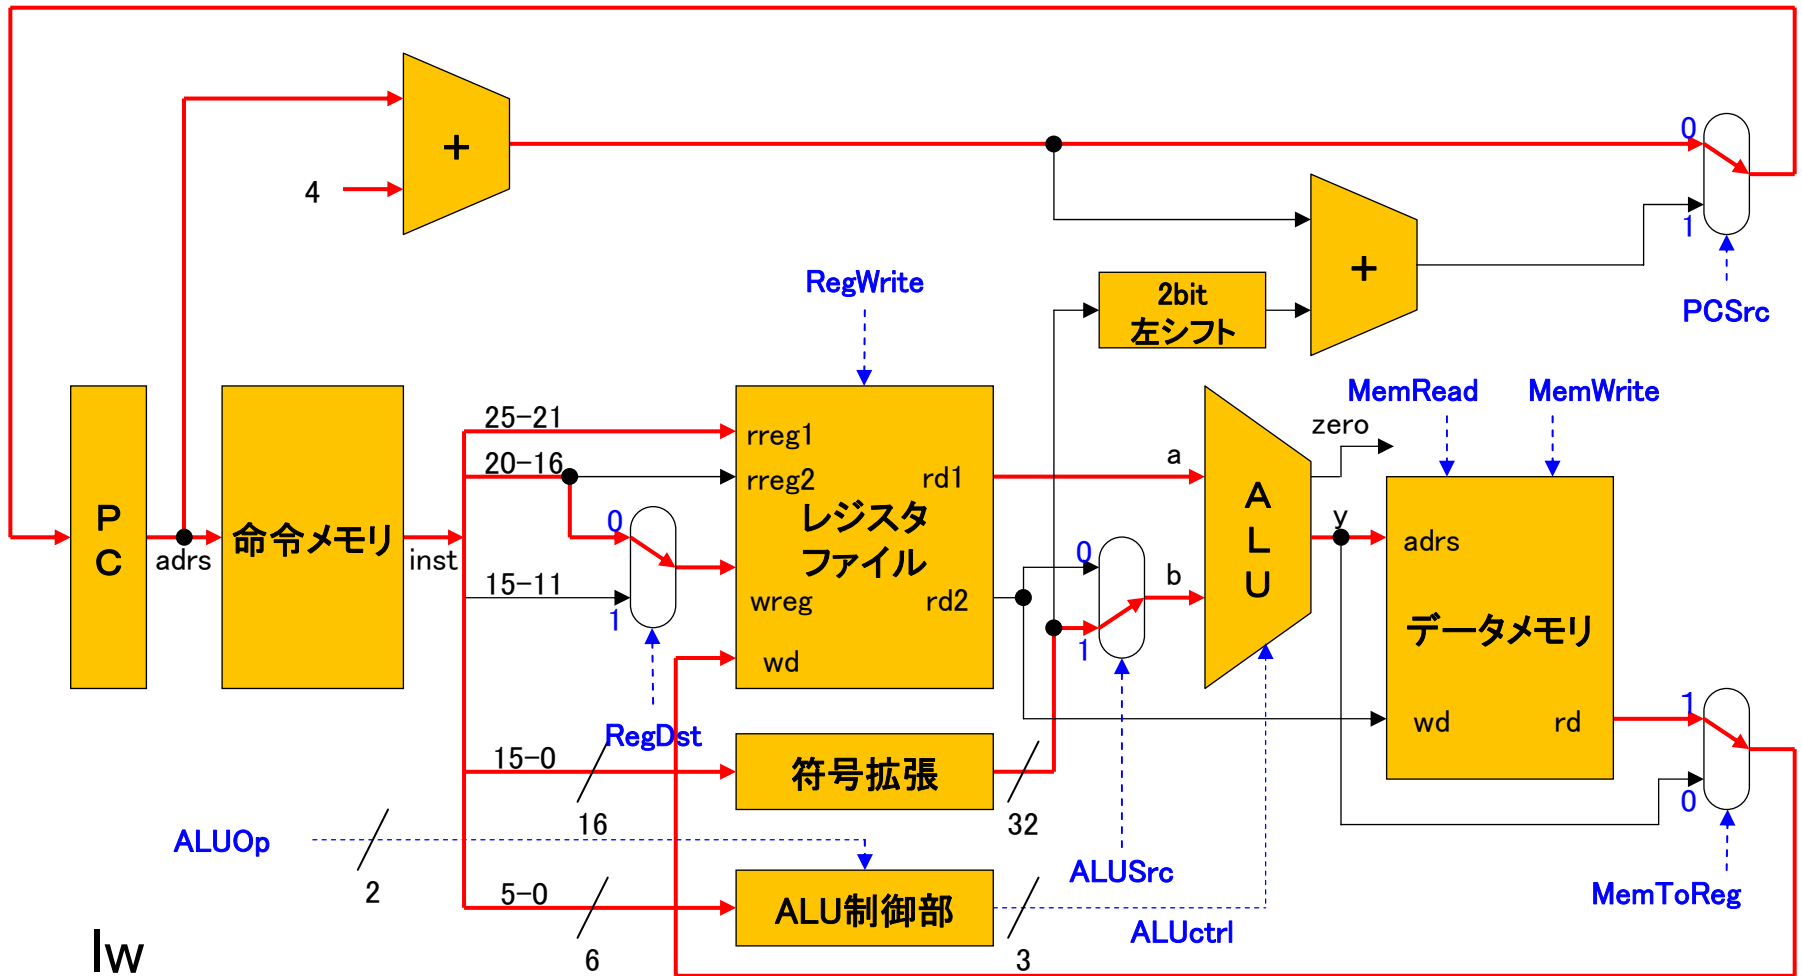 +
4
0
1
PCSrc
+
2bit
左シフト
RegWrite
MemRead
MemWrite
zero
P
C
adrs
命令メモリ
inst
25-21
20-16
15-11
0
1
RegDst
rreg1
rreg2
wreg
wd
rd1
rd2
レジスタ
ファイル
a
b
0
1
ALUSrc
A
L
U
y
adrs
データメモリ
wd
rd
1
0
MemToReg
15-0
16
符号拡張
32
ALUOp
2
5-0
6
ALU制御部
3
ALUctrl
lw